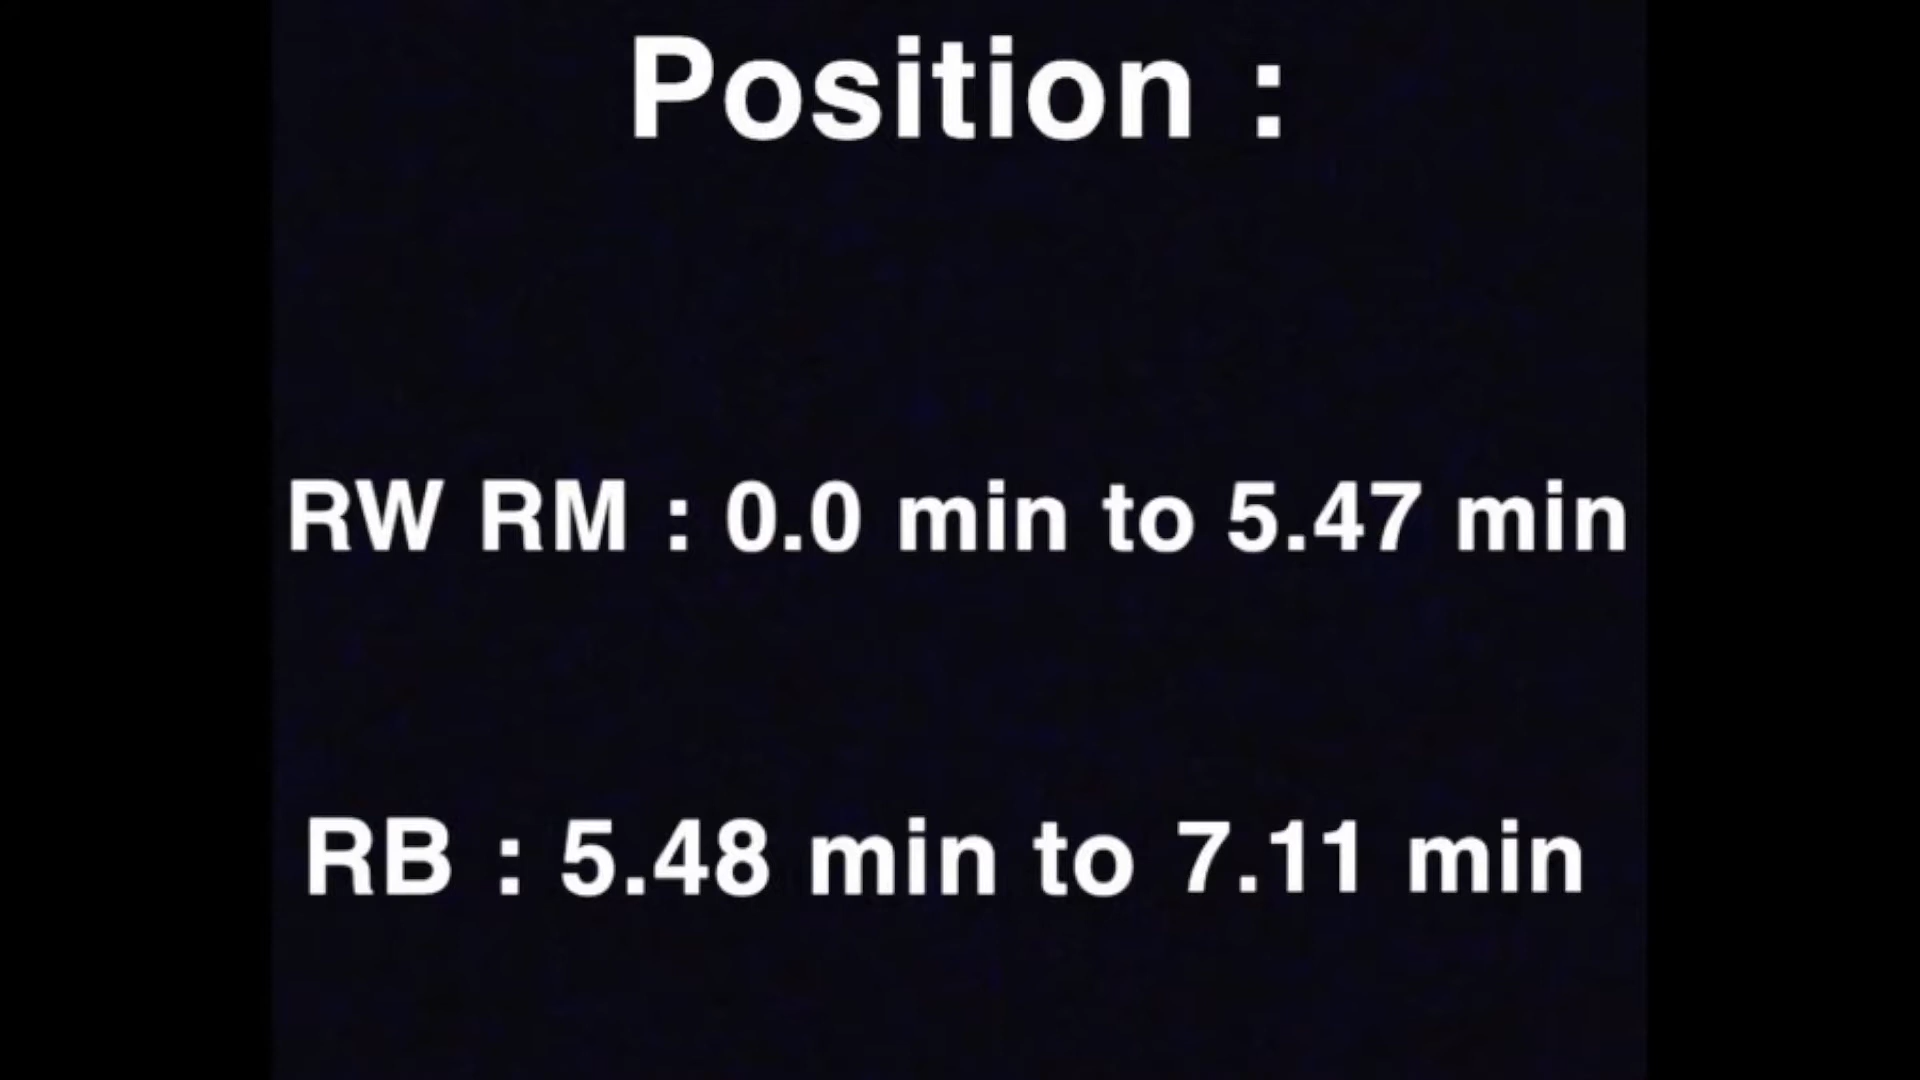 Position :
RW RM : 0.0 min to 5.47 min
RB : 5.48 min to 7.11 min